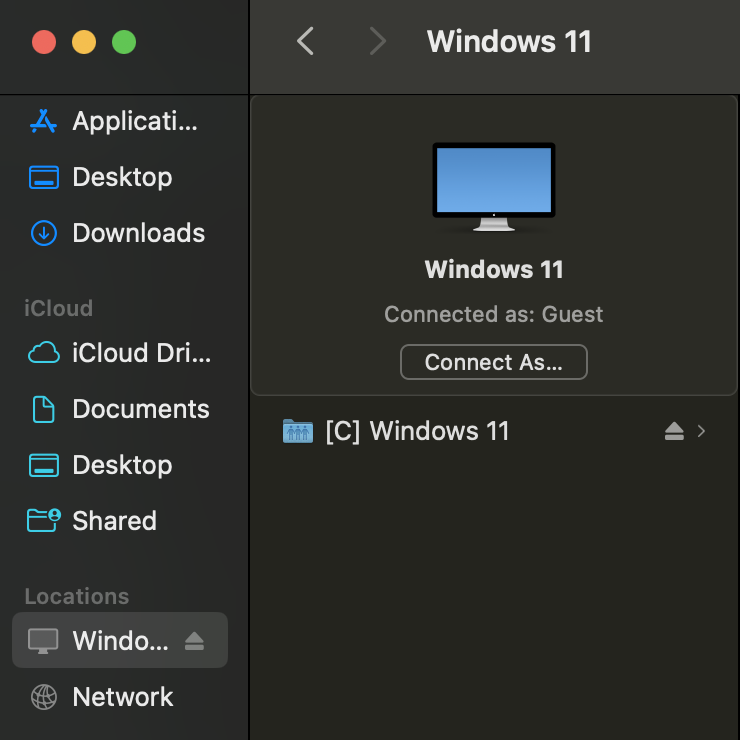 Windows 11
Applicati...
Desktop
Downloads
iCloud
iCloud Dri...
Documents
Desktop
Shared
Locations
Windo...
Network
Windows 11
Connected as: Guest
Connect As...
[C] Windows 11